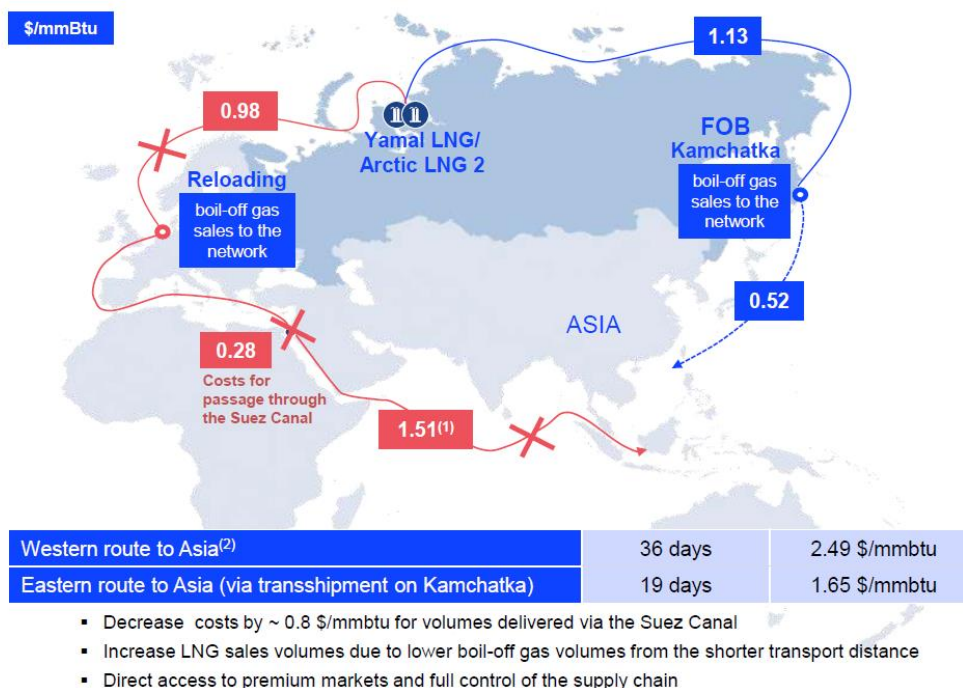 $/mmBtu
1.13
0.98
Yamal LNG/
Arctic LNG 2
FOB
Kamchatka
boil-off gas
sales to the
network
Reloading
boil-off gas
sales to the
network
0.52
ASIA
0.28
Costs for
passage through
the Suez Canal
1.51(1)
Western route to Asia(2) 36 days 2.49 $/mmbtu
Eastern route to Asia (via transshipment on Kamchatka) 19 days 1.65 $/mmbtu
▪ Decrease costs by ~ 0.8 $/mmbtu for volumes delivered via the Suez Canal
▪ Increase LNG sales volumes due to lower boil-off gas volumes from the shorter transport distance
▪ Direct access to premium markets and full control of the supply chain